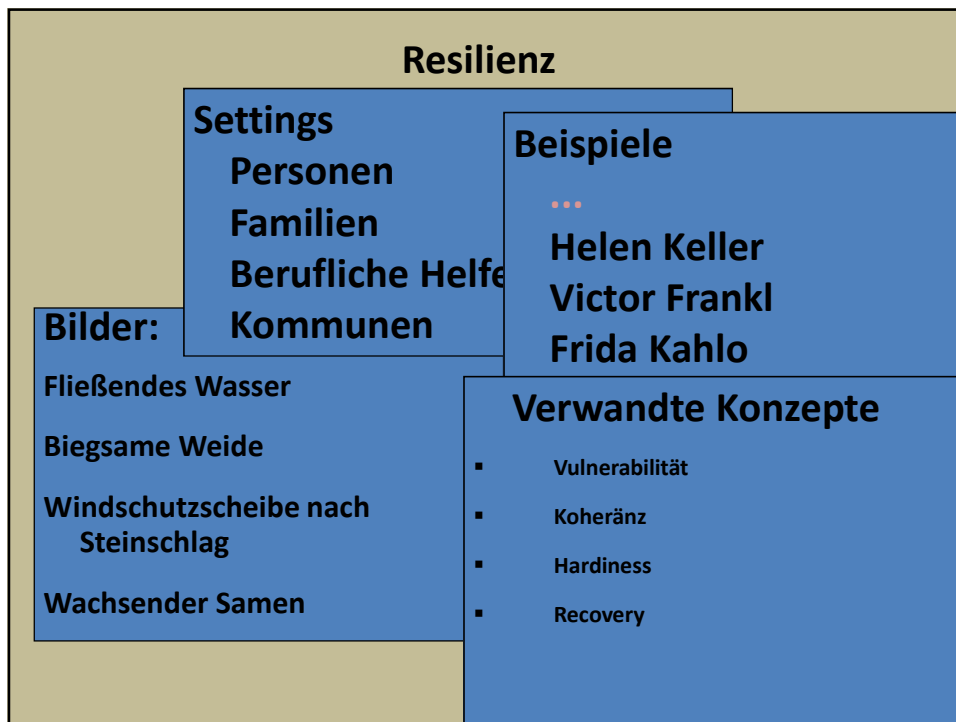 Resilienz
Settings
Personen
Familien
Berufliche Helfe
Kommunen
Beispiele
...
Helen Keller
Victor Frankl
Frida Kahlo
Bilder:
Fließendes Wasser
Biegsame Weide
Windschutzscheibe nach
Steinschlag
Wachsender Samen
Verwandte Konzepte
▪ Vulnerabilität
▪ Koheränz
▪ Hardiness
▪ Recovery